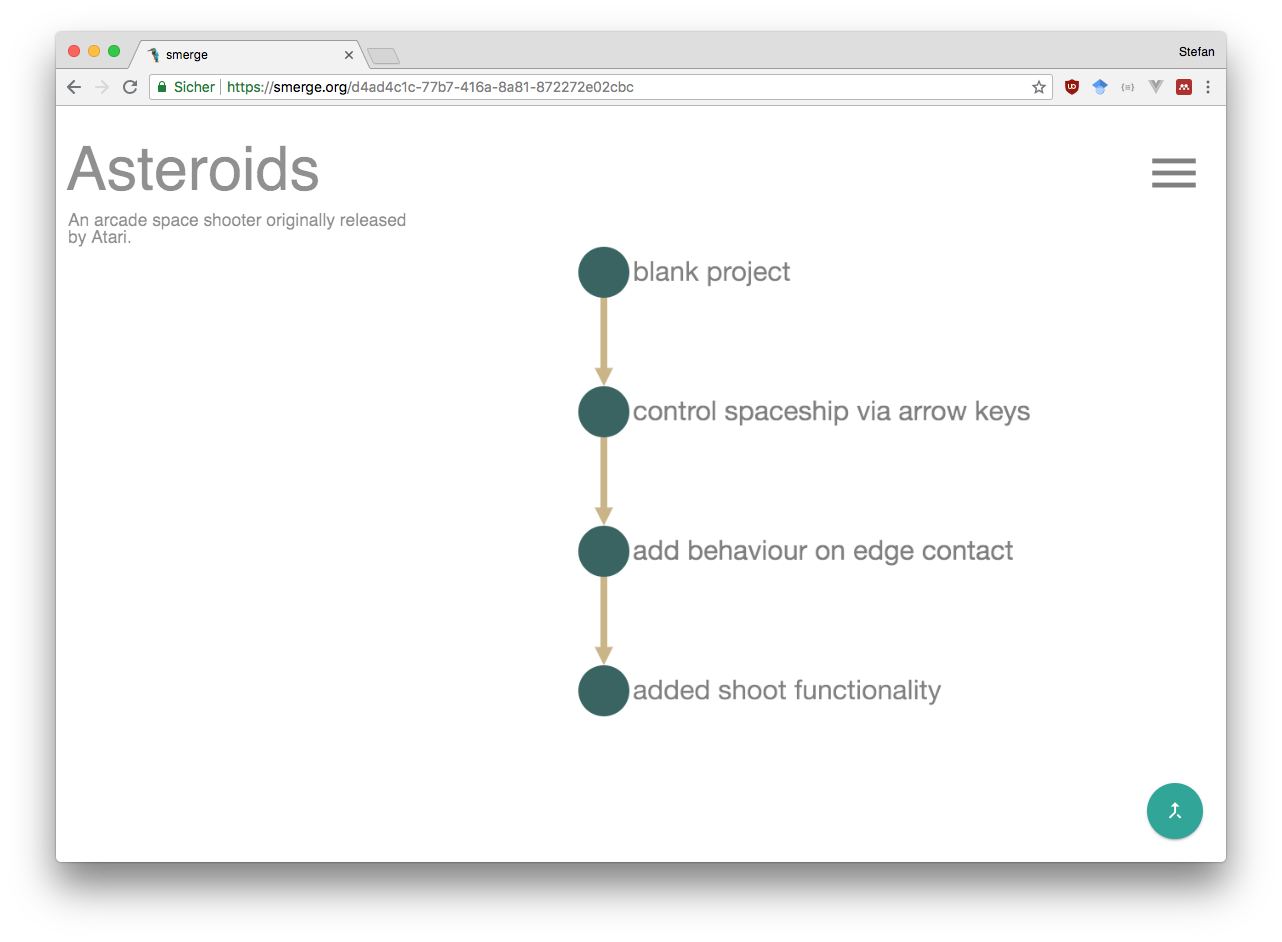 smerge
Stefan
Sicher
https://smerge.org/d4ad4c1c-77b7-416a-8a81-872272e02cbc
Asteroids
An arcade space shooter originally released
by Atari.
blank project
control spaceship via arrow keys
add behaviour on edge contact
added shoot functionality